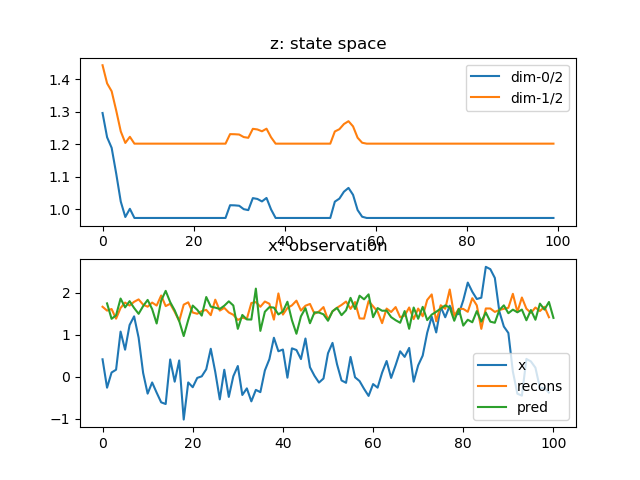 z: state space
1.4
1.3
1.2
1.1
1.0
dim-0/2
dim-1/2
0 20 40 60 80 100
x: observation
2
1
0
−1
x
recons
pred
0 20 40 60 80 100